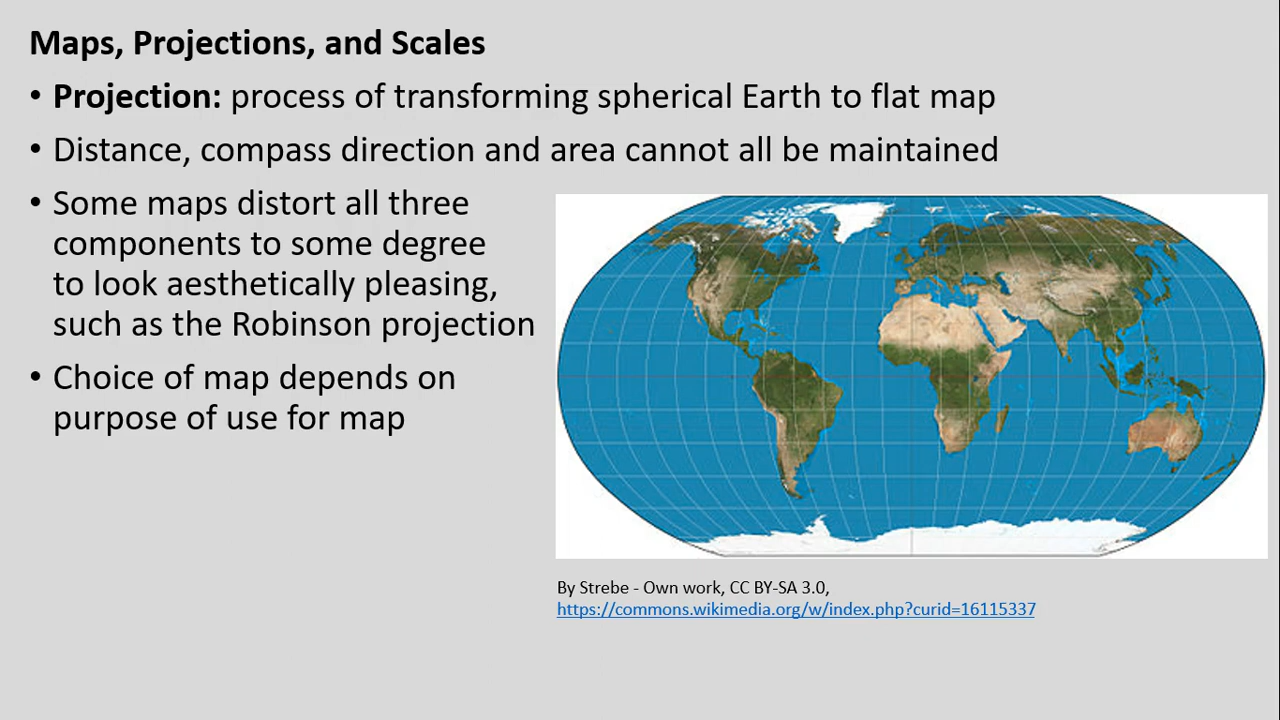 Maps, Projections, and Scales
• Projection: process of transforming spherical Earth to flat map
• Distance, compass direction and area cannot all be maintained
• Some maps distort all three
components to some degree
to look aesthetically pleasing,
such as the Robinson projection
• Choice of map depends on
purpose of use for map
By Strebe - Own work, CC BY-SA 3.0,
https://commons.wikimedia.org/w/index.php?curid=16115337